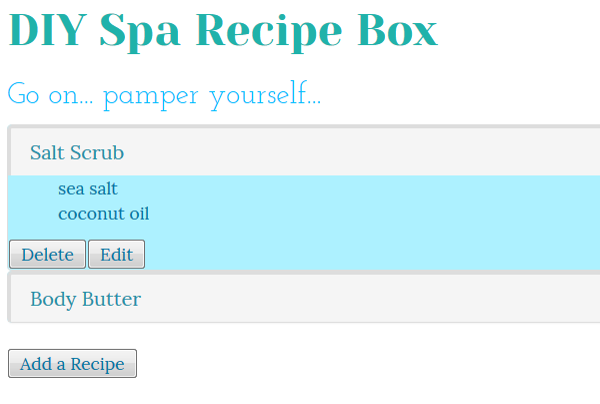 DIY Spa Recipe Box
Go on... pamper yourself...
Salt Scrub
sea salt
coconut oil
Delete Edit
Body Butter
Add a Recipe